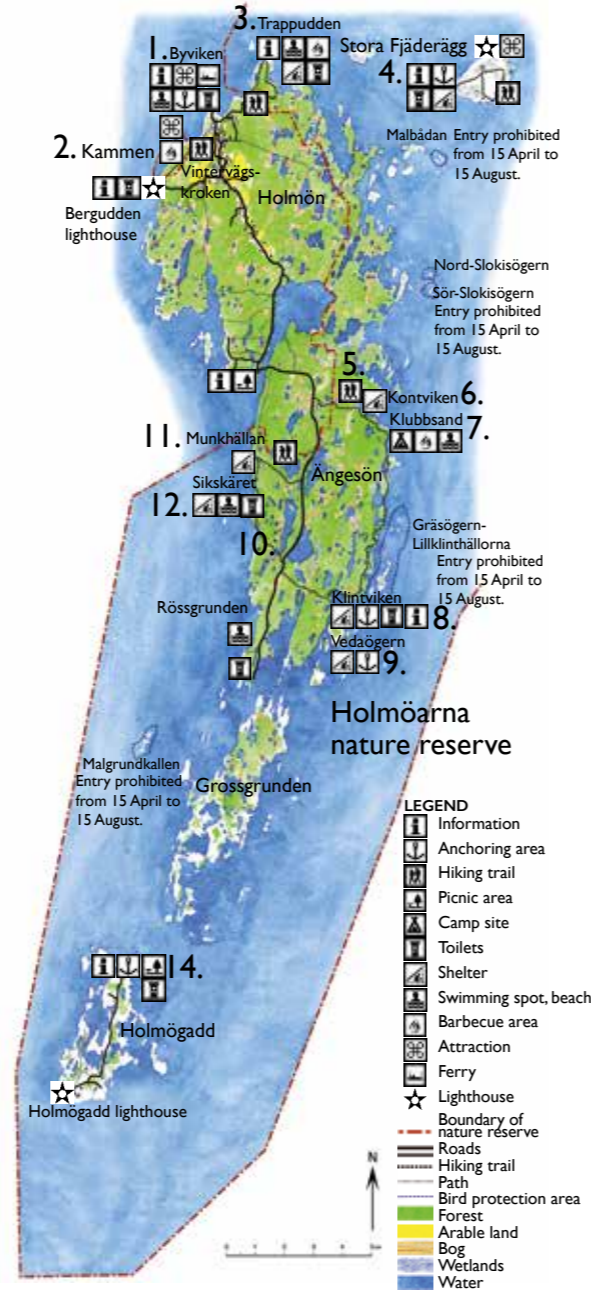 3. Trappudden
1. Byviken
Stora Fjäderägg
4.
2. Kammen
Vintervägs-
kroken
Holmön
Malbådan Entry prohibited
from 15 April to
15 August.
Bergudden
lighthouse
Nord-Slokisögern
Sör-Slokisögern
Entry prohibited
from 15 April to
15 August.
5.
Kontviken 6.
Klubbsand 7.
11. Munkhällan
Ängesön
Sikskäret
12.
10.
Gräsögern-
Lillklinthällorna
Entry prohibited
from 15 April to
15 August.
Klintviken
8.
Rössgrunden
Vedaögern
9.
Holmöarna
nature reserve
Malgrundkallen
Entry prohibited
from 15 April to
15 August.
Grossgrunden
14.
Holmögadd
Holmögadd lighthouse
LEGEND
Information
Anchoring area
Hiking trail
Picnic area
Camp site
Toilets
Shelter
Swimming spot, beach
Barbecue area
Attraction
Ferry
Lighthouse
Boundary of
nature reserve
Roads
Hiking trail
Path
Bird protection area
Forest
Arable land
Bog
Wetlands
Water
N